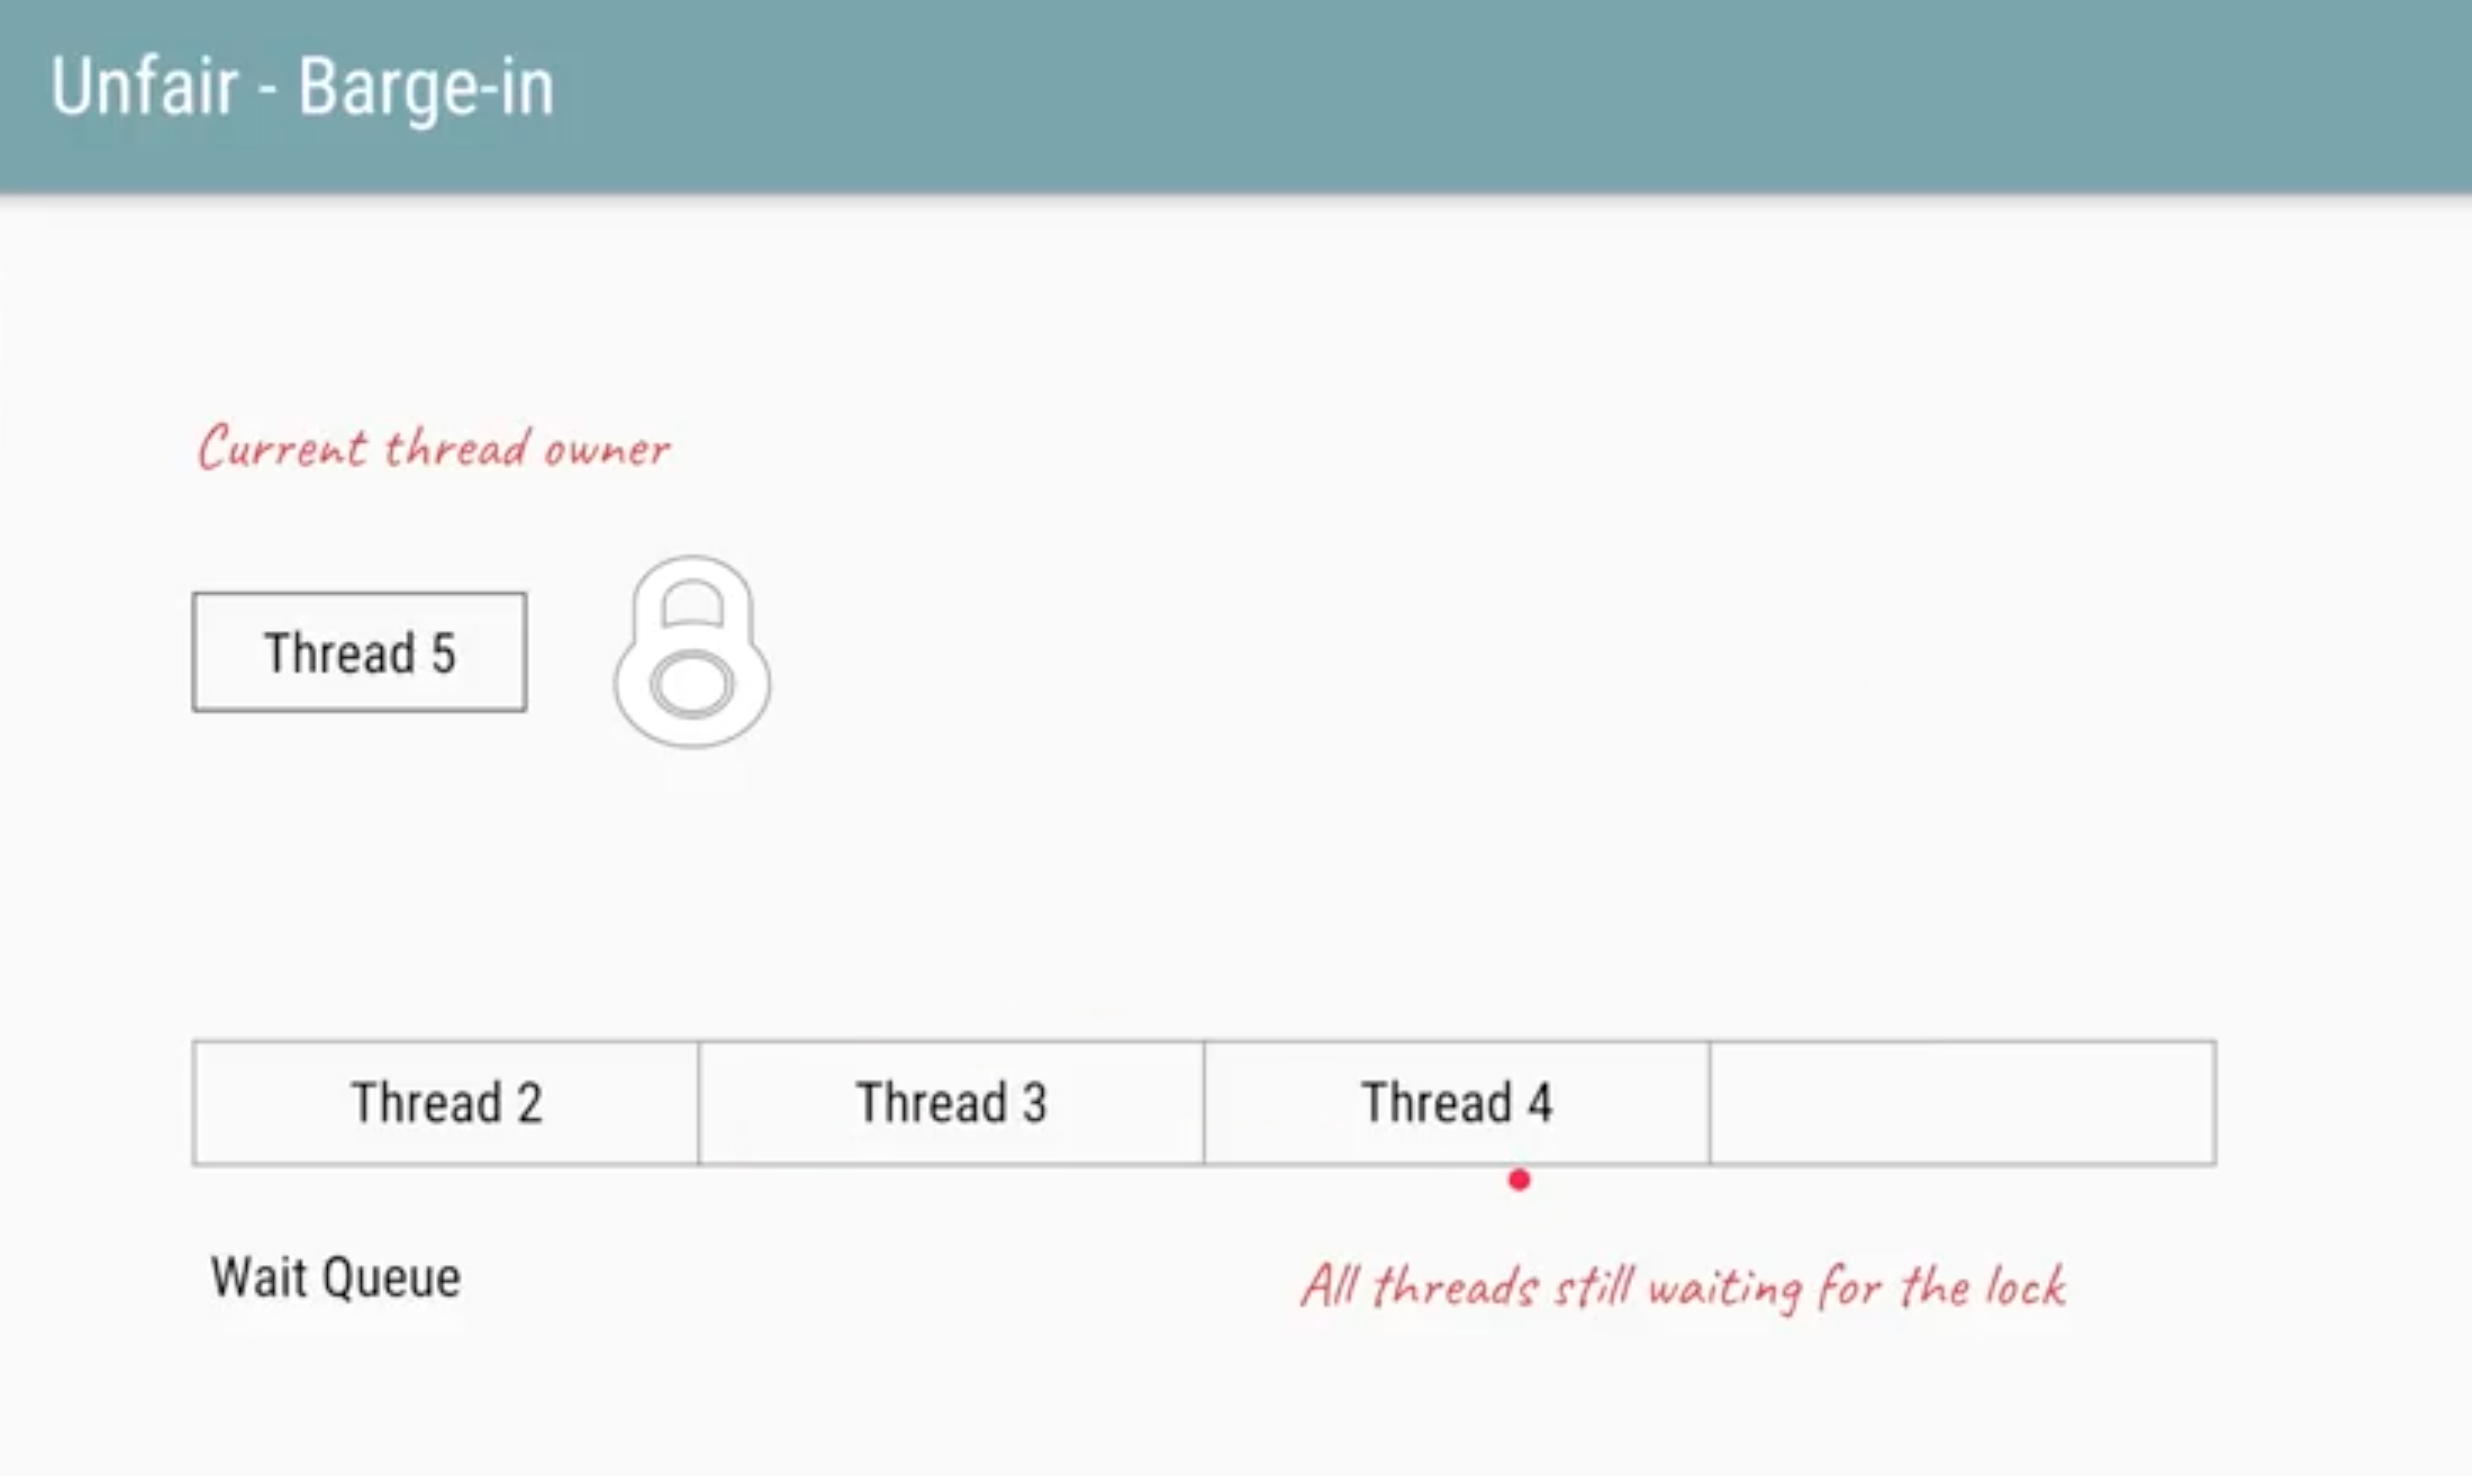 Unfair - Barge-in
Current thread owner
Thread 5
Thread 2 Thread 3 Thread 4
Wait Queue
All threads still waiting for the lock